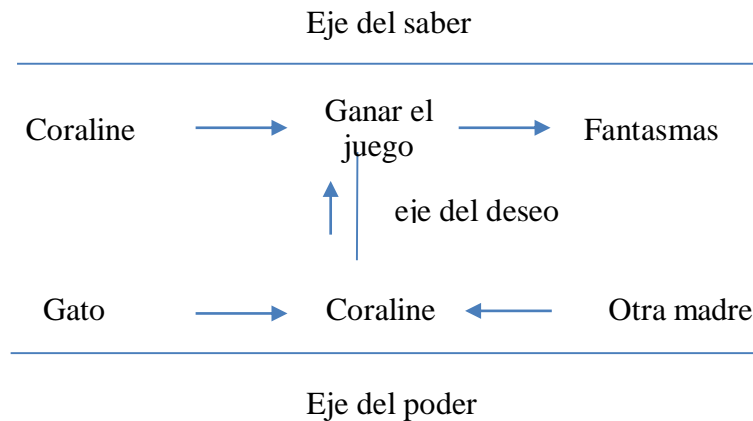 Eje del saber
Coraline
Ganar el
juego
Fantasmas
eje del deseo
Gato
Coraline
Otra madre
Eje del poder